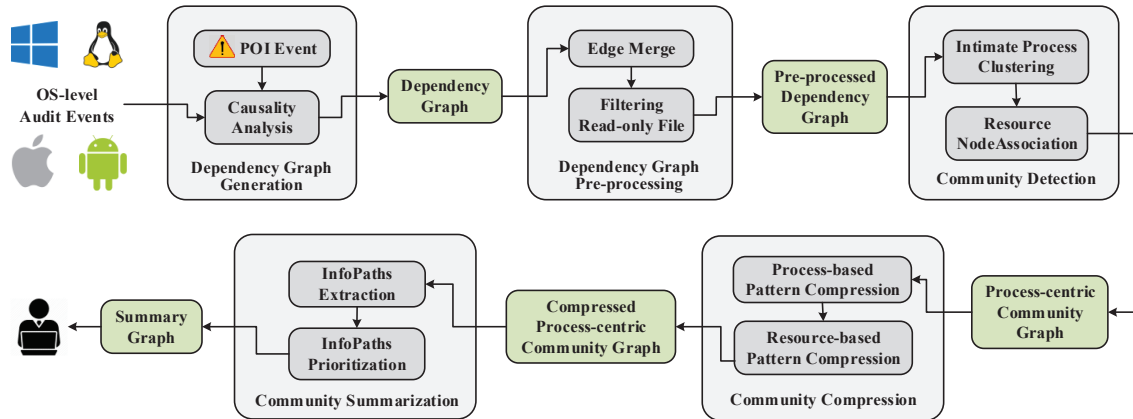 OS-level
Audit Events
POI Event
Causality
Analysis
Dependency Graph
Generation
Dependency
Graph
Edge Merge
Filtering
Read-only File
Dependency Graph
Pre-processing
Pre-processed
Dependency
Graph
Intimate Process
Clustering
Resource
NodeAssociation
Community Detection
Process-centric
Community
Graph
Process-based
Pattern Compression
Resource-based
Pattern Compression
Community Compression
Compressed
Process-centric
Community Graph
InfoPaths
Extraction
InfoPaths
Prioritization
Community Summarization
Summary
Graph